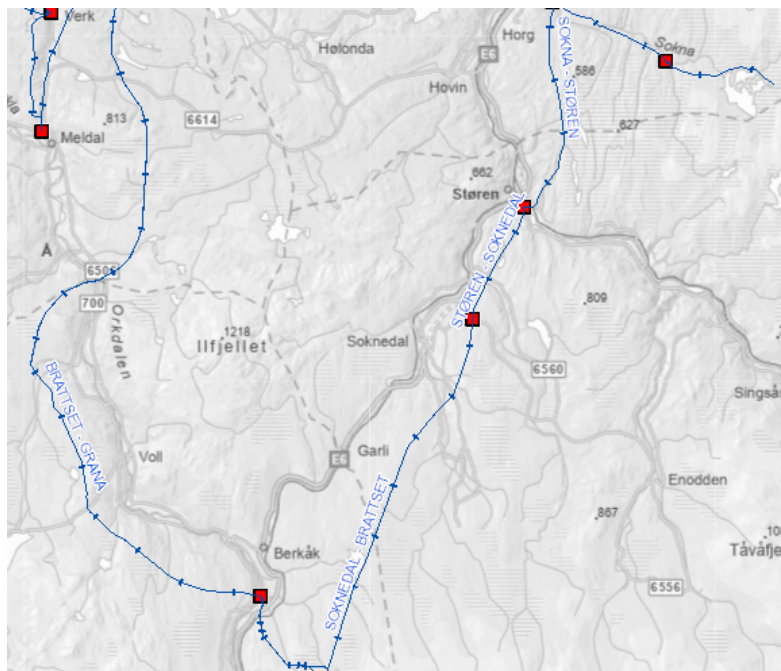 Verk
Hølonda
Horg
E6
Sokna
586
Hovin
813
6614
SOKNA - STØREN
627
Meldal
662
Støren
Å
6506
700
STØREN - SOKNEDAL
809
Orkdalen
1218
Ilfjellet
Soknedal
6560
BRATTSET - GRANA
Singsås
Garli
Voll
E6
Enodden
SOKNEDAL - BRATTSET
867
Berkåk
Tåvåfje
6556